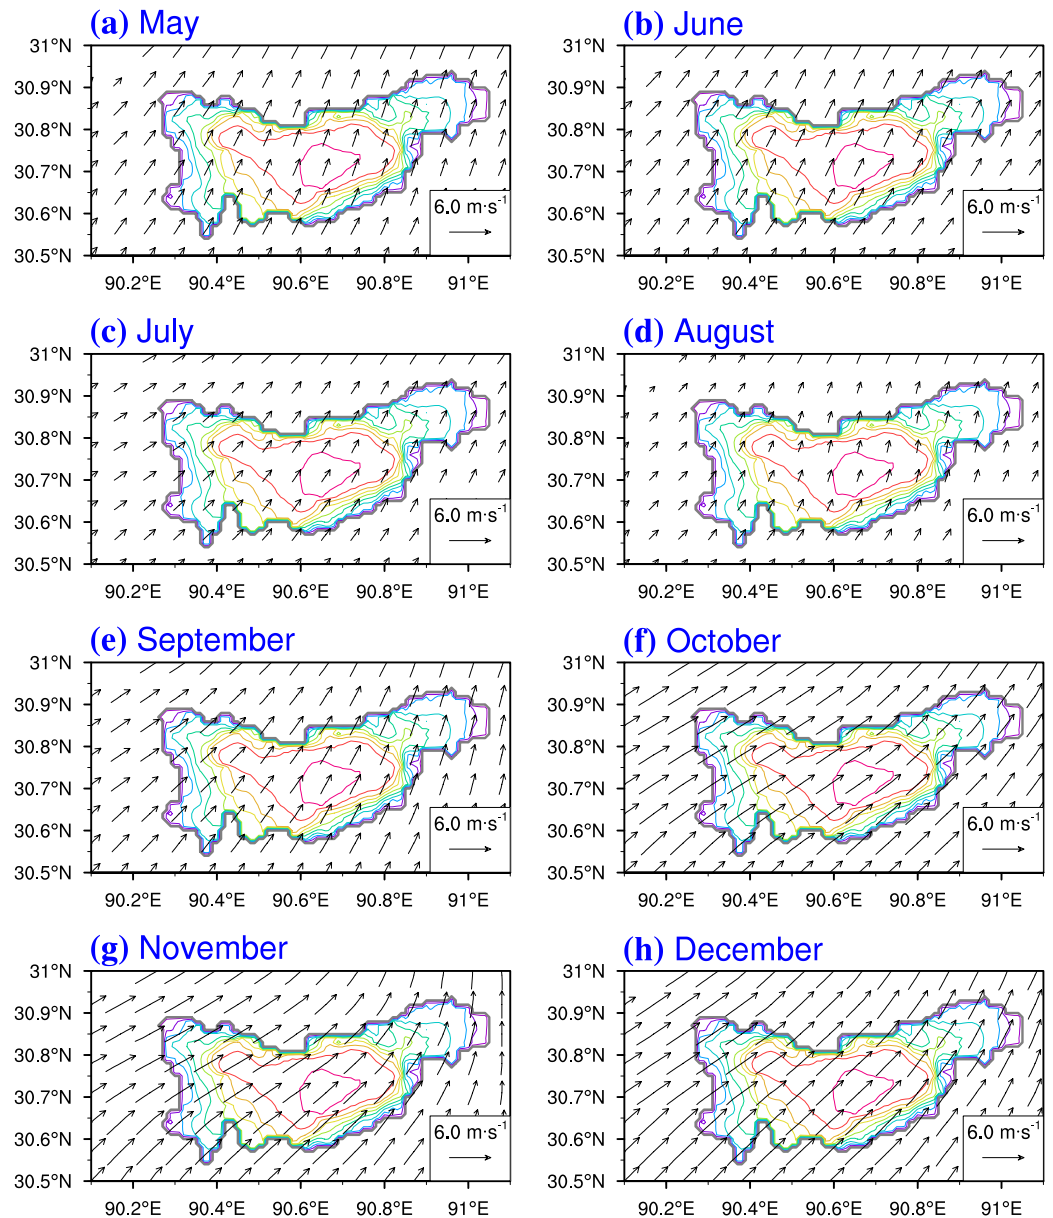 (a) May
(b) June
31°N
30.9°N
30.8°N
30.7°N
30.6°N
30.5°N
6.0 m·s⁻¹
90.2°E 90.4°E 90.6°E 90.8°E 91°E
31°N
30.9°N
30.8°N
30.7°N
30.6°N
30.5°N
6.0 m·s⁻¹
90.2°E 90.4°E 90.6°E 90.8°E 91°E
(c) July
(d) August
31°N
30.9°N
30.8°N
30.7°N
30.6°N
30.5°N
6.0 m·s⁻¹
90.2°E 90.4°E 90.6°E 90.8°E 91°E
31°N
30.9°N
30.8°N
30.7°N
30.6°N
30.5°N
6.0 m·s⁻¹
90.2°E 90.4°E 90.6°E 90.8°E 91°E
(e) September
(f) October
31°N
30.9°N
30.8°N
30.7°N
30.6°N
30.5°N
6.0 m·s⁻¹
90.2°E 90.4°E 90.6°E 90.8°E 91°E
31°N
30.9°N
30.8°N
30.7°N
30.6°N
30.5°N
6.0 m·s⁻¹
90.2°E 90.4°E 90.6°E 90.8°E 91°E
(g) November
(h) December
31°N
30.9°N
30.8°N
30.7°N
30.6°N
30.5°N
6.0 m·s⁻¹
90.2°E 90.4°E 90.6°E 90.8°E 91°E
31°N
30.9°N
30.8°N
30.7°N
30.6°N
30.5°N
6.0 m·s⁻¹
90.2°E 90.4°E 90.6°E 90.8°E 91°E